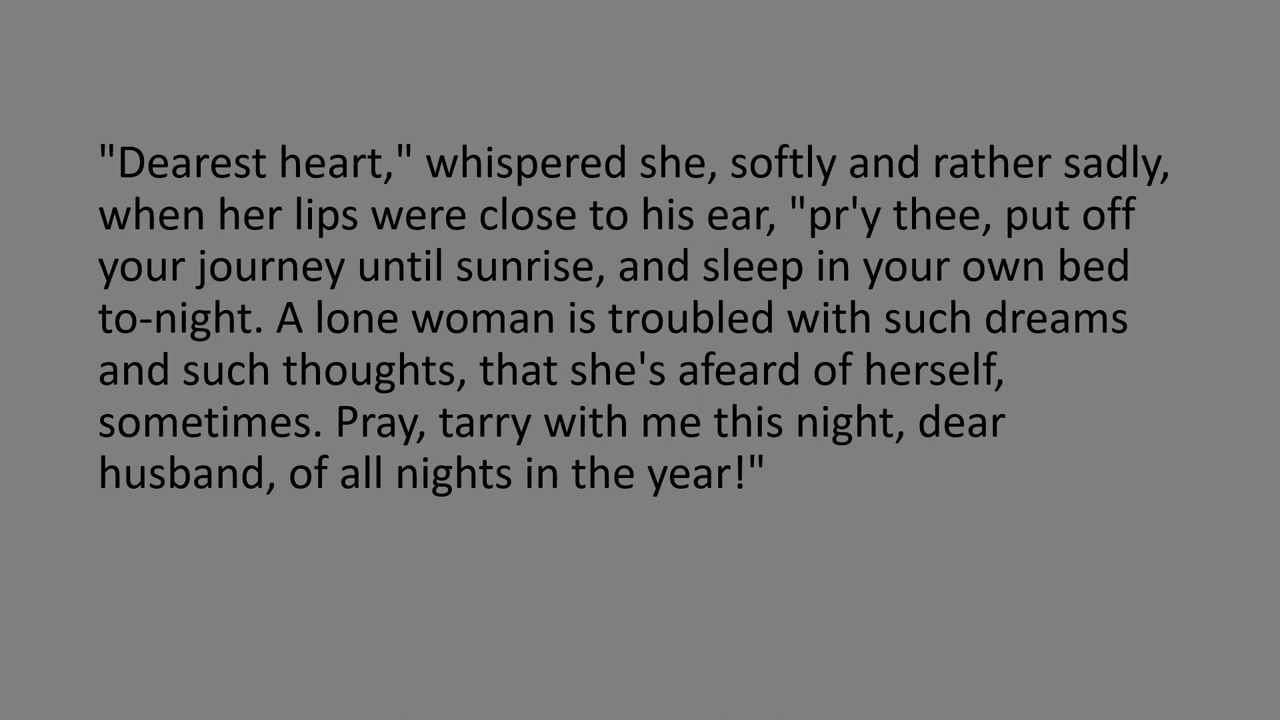 "Dearest heart," whispered she, softly and rather sadly,
when her lips were close to his ear, "pr'y thee, put off
your journey until sunrise, and sleep in your own bed
to-night. A lone woman is troubled with such dreams
and such thoughts, that she's afeard of herself,
sometimes. Pray, tarry with me this night, dear
husband, of all nights in the year!"